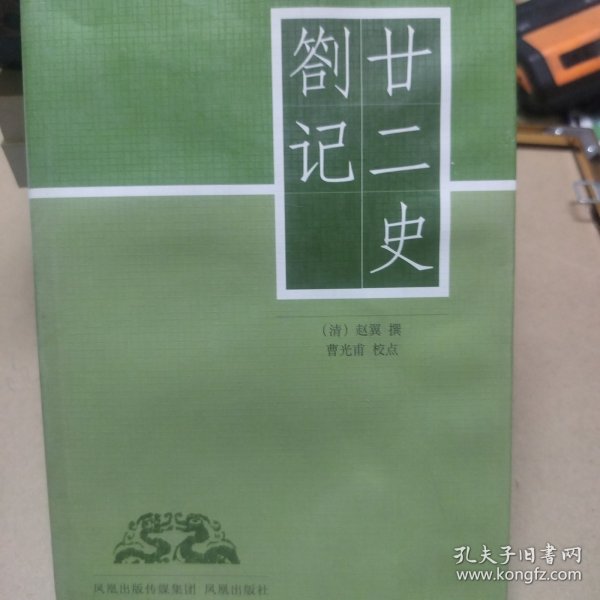 廿二史
劄记
（清）赵翼 撰
曹光甫 校点
凤凰出版传媒集团 凤凰出版社
孔夫子旧书网
www.kongfz.com